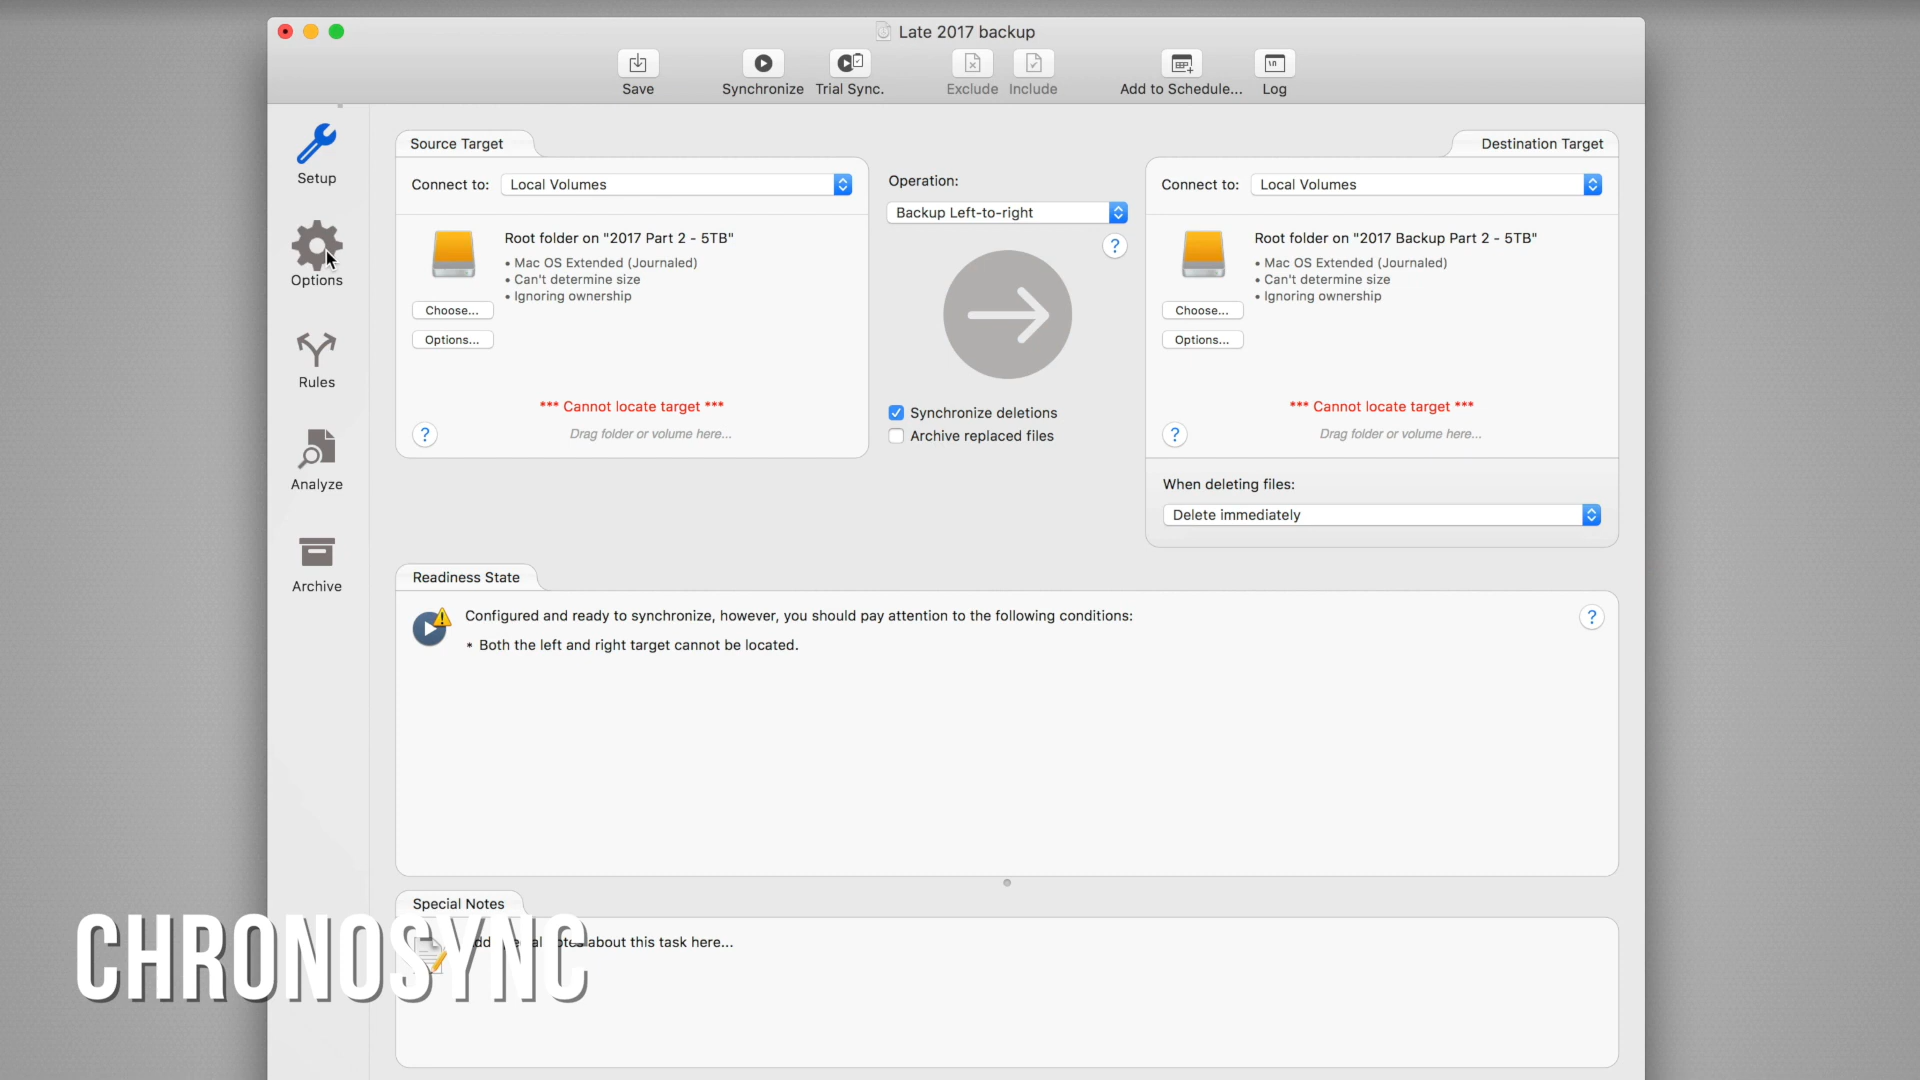 Late 2017 backup
Save
Synchronize
Trial Sync.
Exclude
Include
Add to Schedule...
Log
Setup
Options
Rules
Analyze
Archive
Source Target
Connect to: Local Volumes
Root folder on "2017 Part 2 - 5TB"
• Mac OS Extended (Journaled)
• Can't determine size
• Ignoring ownership
Choose...
Options...
*** Cannot locate target ***
? Drag folder or volume here...
Operation:
Backup Left-to-right
?
Synchronize deletions
Archive replaced files
Destination Target
Connect to: Local Volumes
Root folder on "2017 Backup Part 2 - 5TB"
• Mac OS Extended (Journaled)
• Can't determine size
• Ignoring ownership
Choose...
Options...
*** Cannot locate target ***
? Drag folder or volume here...
When deleting files:
Delete immediately
Readiness State
Configured and ready to synchronize, however, you should pay attention to the following conditions:
?
* Both the left and right target cannot be located.
Special Notes
about this task here...
CHRONOSYNC